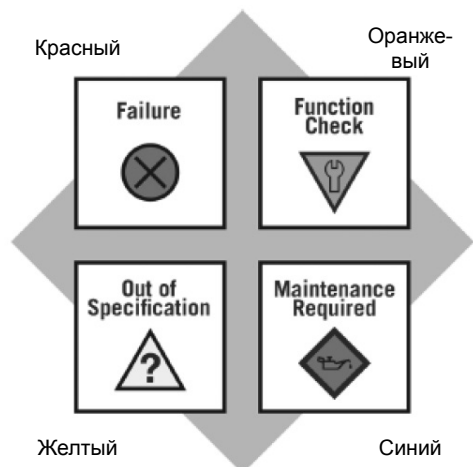 Красный
Оранже-
вый
Failure
Function
Check
Out of
Specification
?
Maintenance
Required
Желтый
Синий